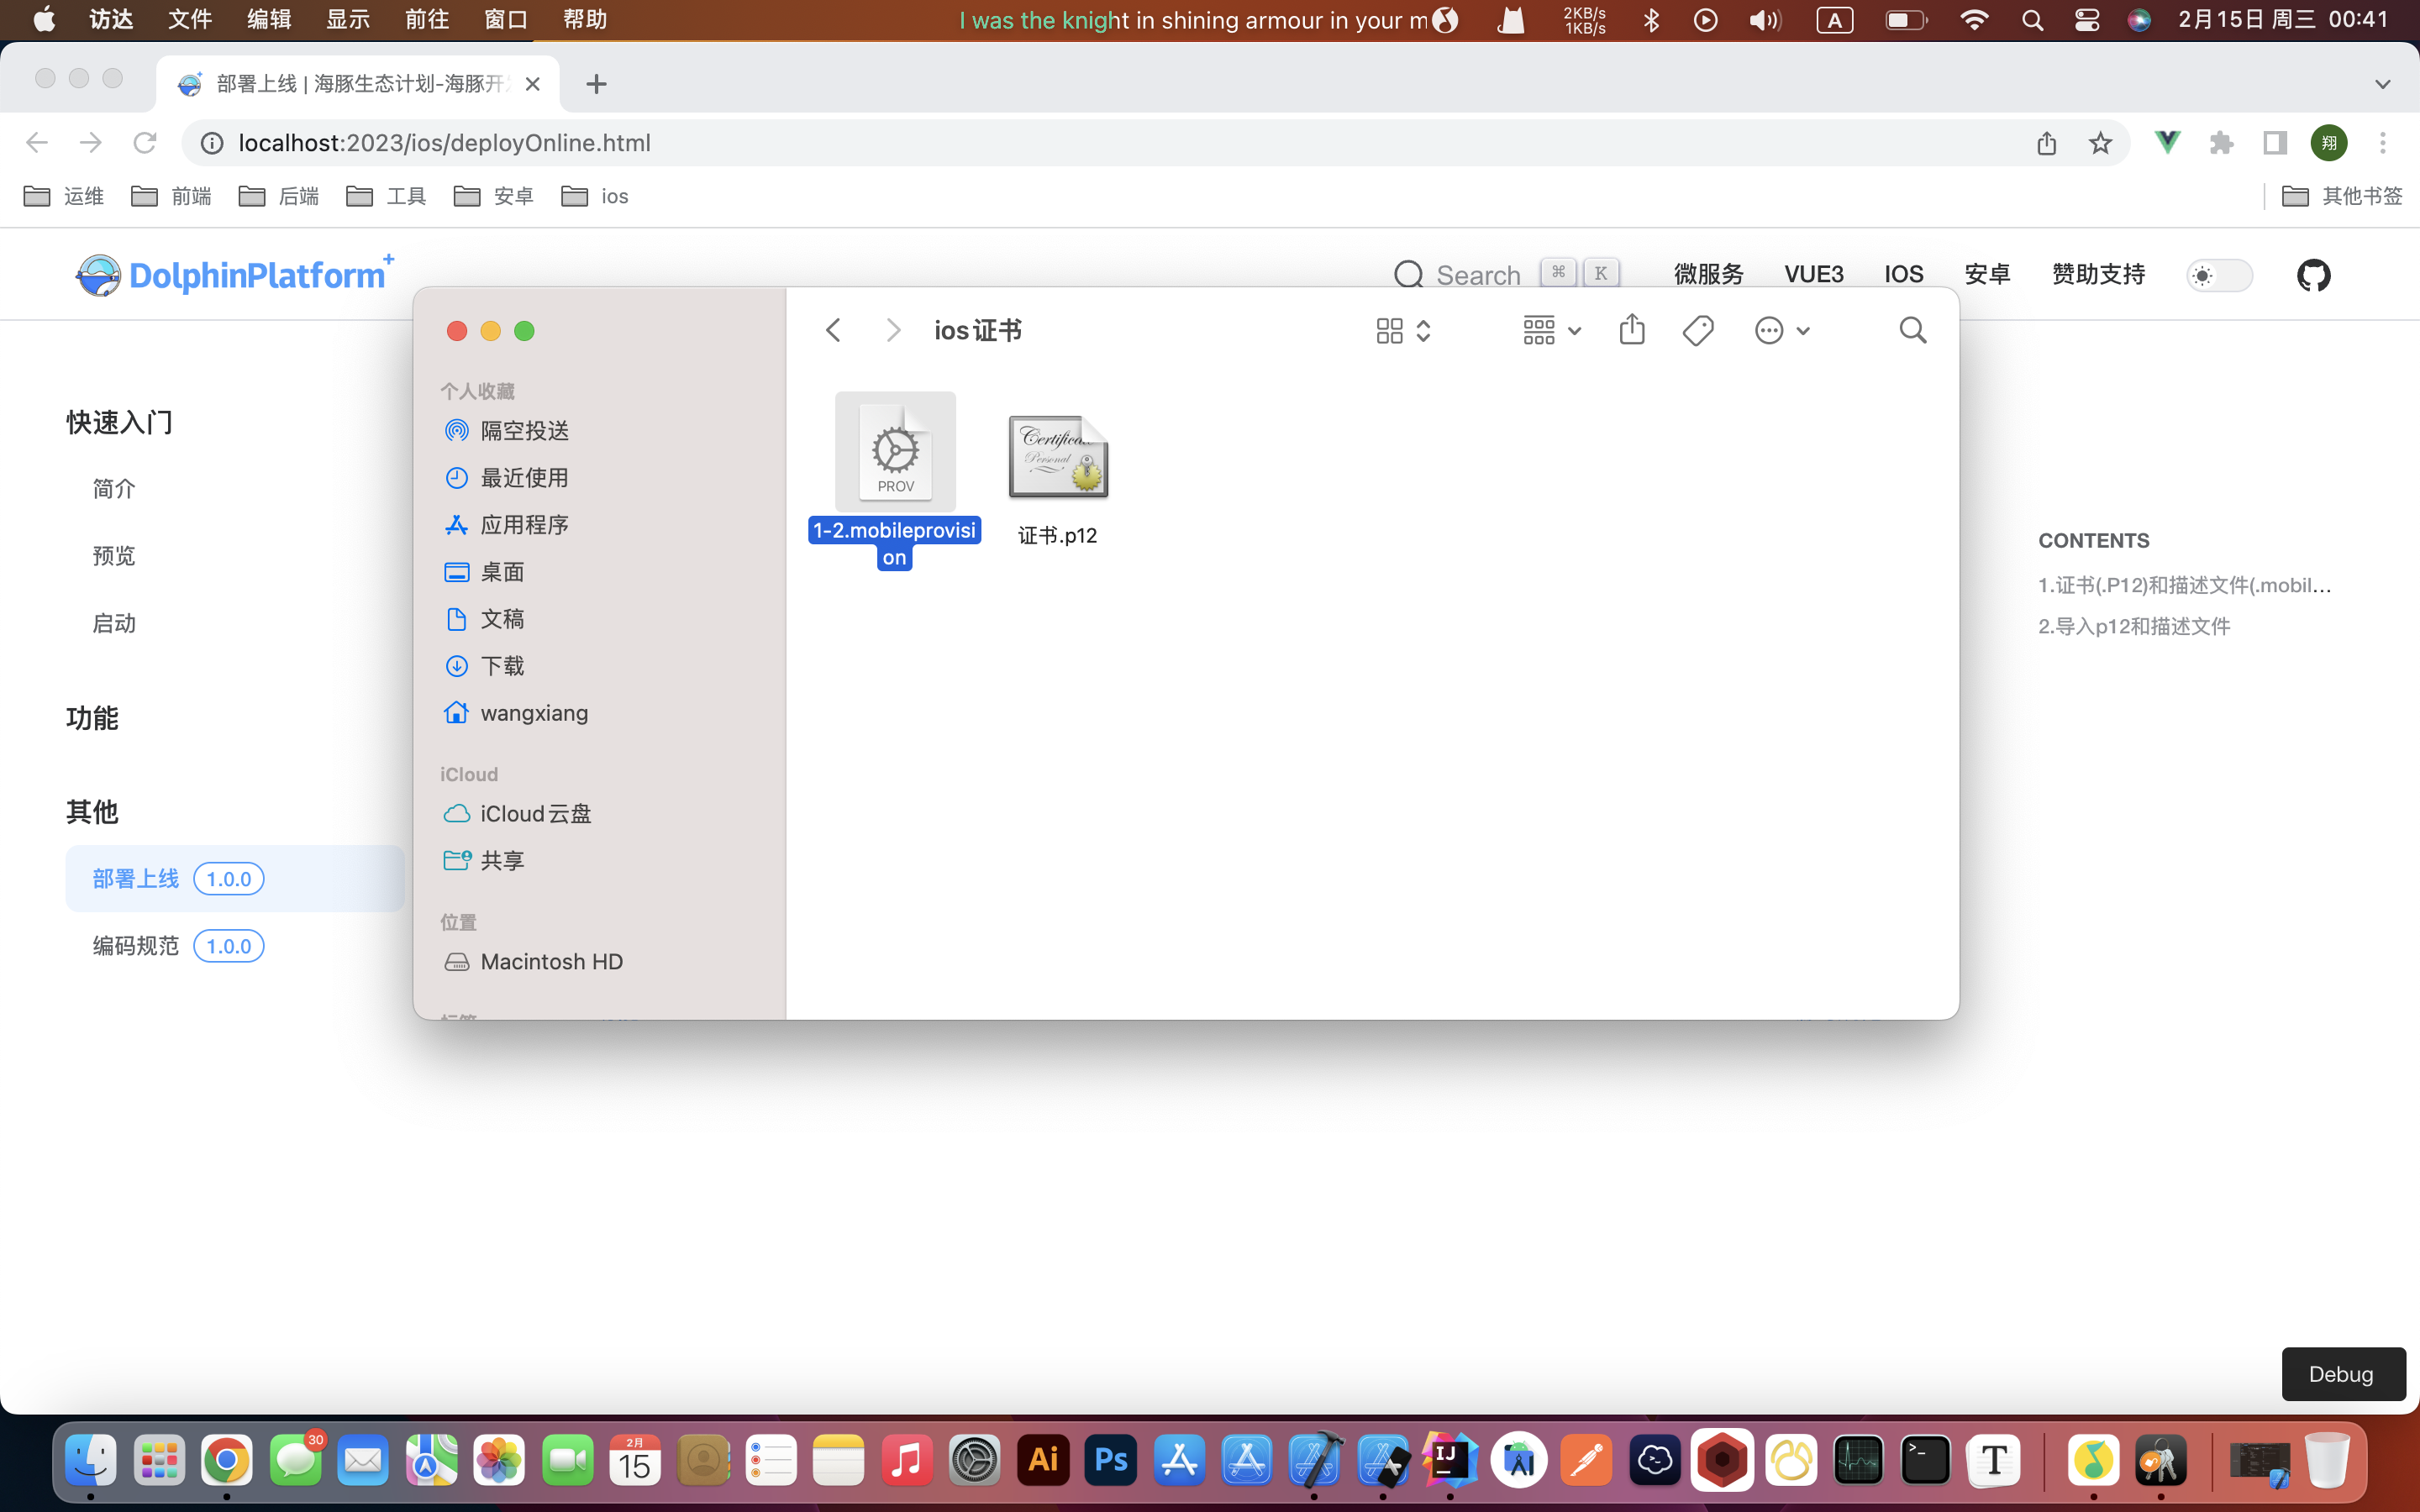 访达 文件 编辑 显示 前往 窗口 帮助
I was the knight in shining armour in your m
2KB/s
1KB/s
A
2月15日 周三 00:41
部署上线 | 海豚生态计划-海豚开
localhost:2023/ios/deployOnline.html
翔
运维 前端 后端 工具 安卓 ios
其他书签
DolphinPlatform+
Search ⌘ K
微服务 VUE3 IOS 安卓 赞助支持
快速入门
简介
预览
启动
功能
其他
部署上线 1.0.0
编码规范 1.0.0
个人收藏
隔空投送
最近使用
应用程序
桌面
文稿
下载
wangxiang
iCloud
iCloud云盘
共享
位置
Macintosh HD
标签
ios证书
PROV
1-2.mobileprovisi
on
Personal
证书.p12
CONTENTS
1.证书(.P12)和描述文件(.mobil...
2.导入p12和描述文件
Debug
30
2月
15
Ai
Ps
IJ
>_
T